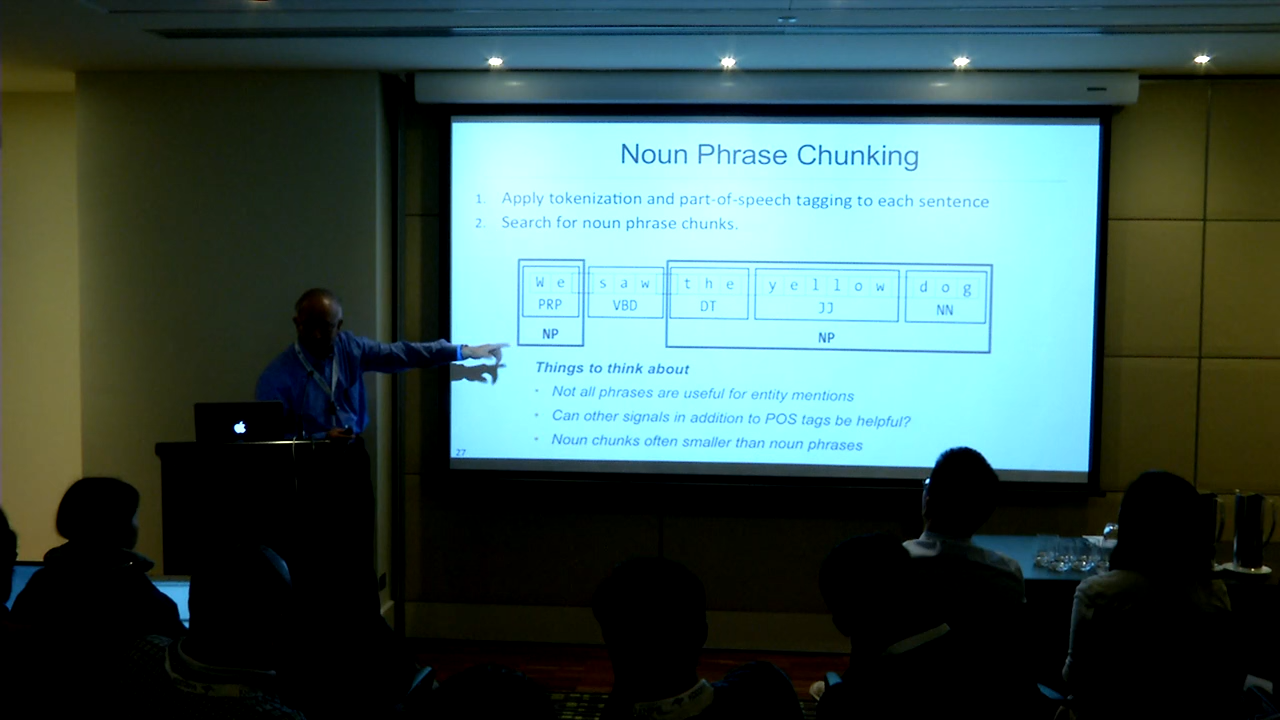 Noun Phrase Chunking
1. Apply tokenization and part-of-speech tagging to each sentence
2. Search for noun phrase chunks.
We saw the yellow dog
PRP VBD DT JJ NN
NP NP
Things to think about
- Not all phrases are useful for entity mentions
- Can other signals in addition to POS tags be helpful?
- Noun chunks often smaller than noun phrases
27